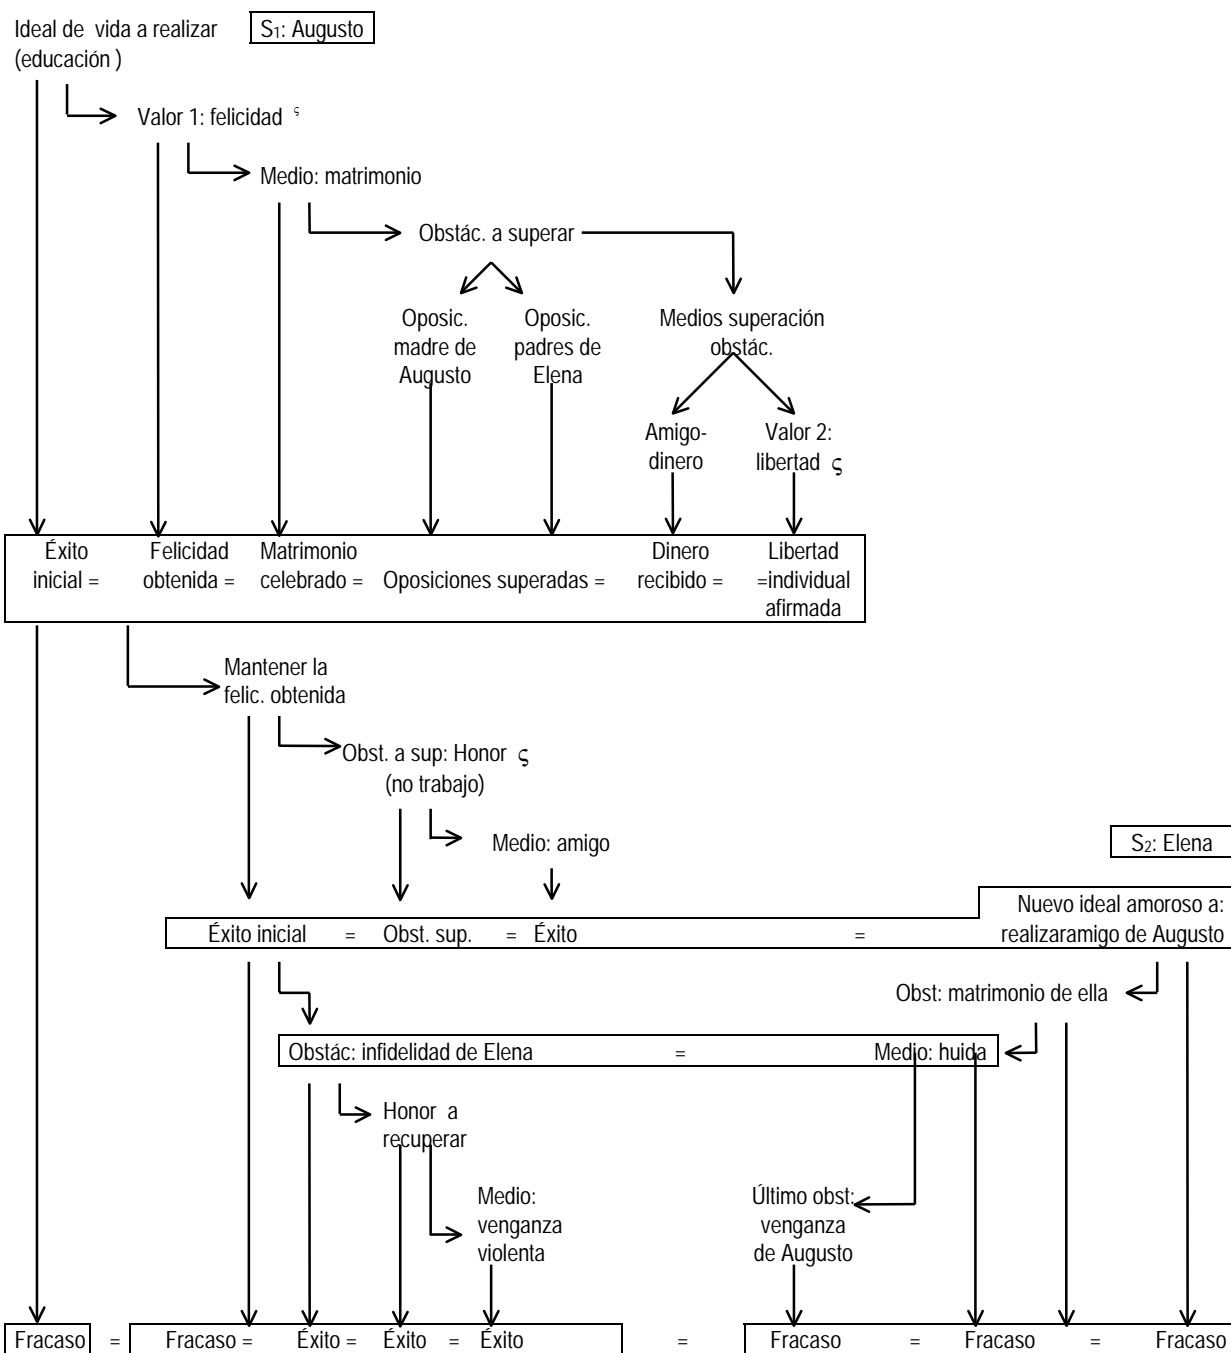 Ideal de vida a realizar S1: Augusto
(educación )
Valor 1: felicidad ς
Medio: matrimonio
Obstác. a superar
Oposic. Oposic. Medios superación
madre de padres de obstác.
Augusto Elena
Amigo- Valor 2:
dinero libertad ς
Éxito Felicidad Matrimonio Dinero Libertad
inicial = obtenida = celebrado = Oposiciones superadas = recibido = =individual
afirmada
Mantener la
felic. obtenida
Obst. a sup: Honor ς
(no trabajo)
Medio: amigo S2: Elena
Nuevo ideal amoroso a:
Éxito inicial = Obst. sup. = Éxito = realizaramigo de Augusto
Obst: matrimonio de ella
Obstác: infidelidad de Elena = Medio: huida
Honor a
recuperar
Medio: Último obst:
venganza venganza
violenta de Augusto
Fracaso = Fracaso = Éxito = Éxito = Éxito = Fracaso = Fracaso = Fracaso